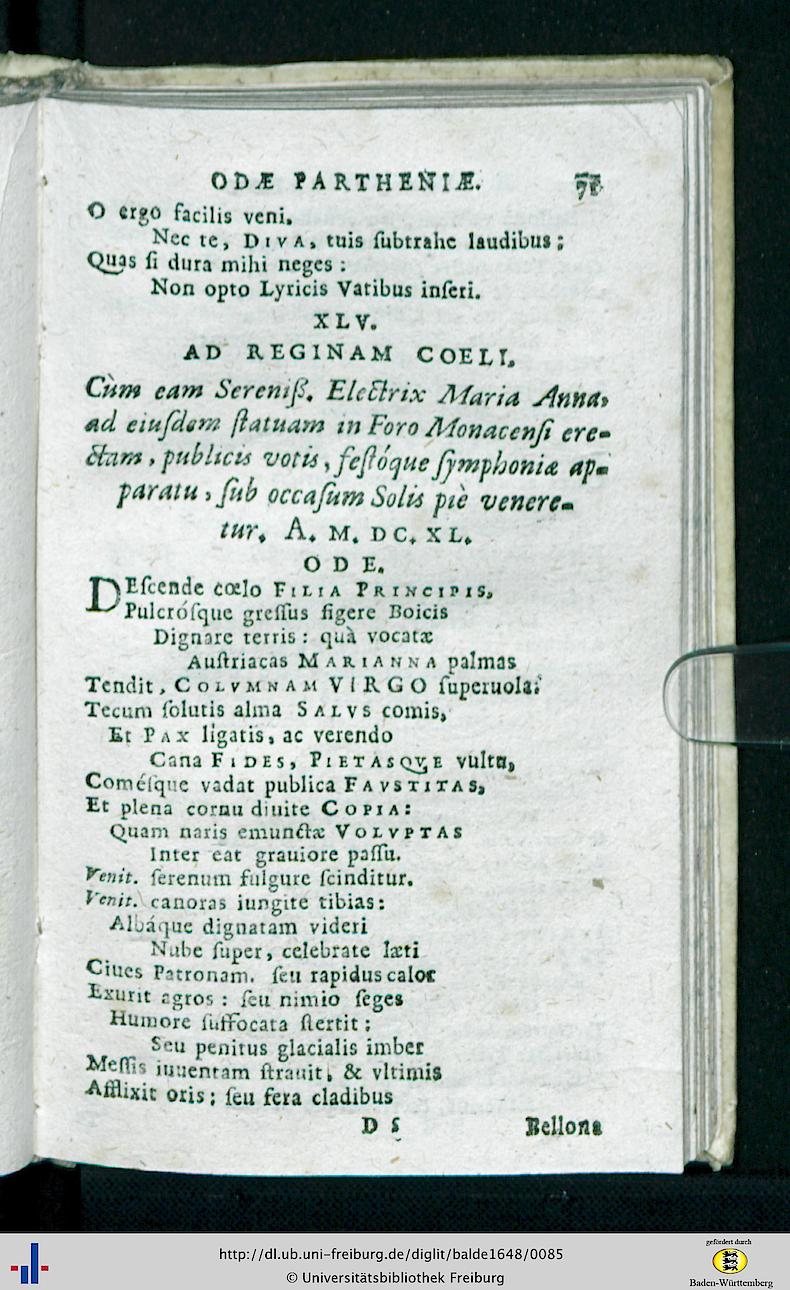 ODÆ PARTHENIÆ.
O ergo facilis veni.
Nec te, DIVA, tuis ſubtrahe laudibus;
Quas ſi dura mihi neges:
Non opto Lyricis Vatibus inſeri.
XLV.
AD REGINAM COELI.
Cùm eam Sereniß. Electrix Maria Anna,
ad eiuſdem ſtatuam in Foro Monacenſi ere-
ctam, publicis votis, feſtóque ſymphoniæ ap-
paratu, ſub occaſum Solis piè venere-
tur. A. M. DC. XL.
ODE.
DEſcende cœlo FILIA PRINCIPIS,
Pulcróſque greſſus figere Boicis
Dignare terris: quà vocatæ
Auſtriacas MARIANNA palmas
Tendit, COLVMNAM VIRGO ſuperuola:
Tecum ſolutis alma SALVS comis,
Et PAX ligatis, ac verendo
Cana FIDES, PIETASQVE vultu,
Coméſque vadat publica FAVSTITAS,
Et plena cornu diuite COPIA:
Quam naris emunctæ VOLVPTAS
Inter eat grauiore paſſu.
Venit. ſerenum fulgure ſcinditur.
Venit. canoras iungite tibias:
Albáque dignatam videri
Nube ſuper, celebrate læti
Ciues Patronam. ſeu rapidus calor
Exurit agros: ſeu nimio ſeges
Humore ſuffocata ſtertit;
Seu penitus glacialis imber
Meſſis iuuentam ſtrauit, & vltimis
Afflixit oris; ſeu fera cladibus
D 5
Bellona
http://dl.ub.uni-freiburg.de/diglit/balde1648/0085
© Universitätsbibliothek Freiburg
gefördert durch
Baden-Württemberg